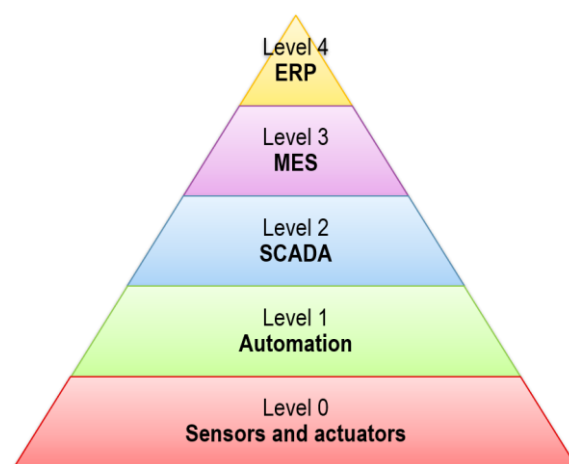 Level 4
ERP
Level 3
MES
Level 2
SCADA
Level 1
Automation
Level 0
Sensors and actuators